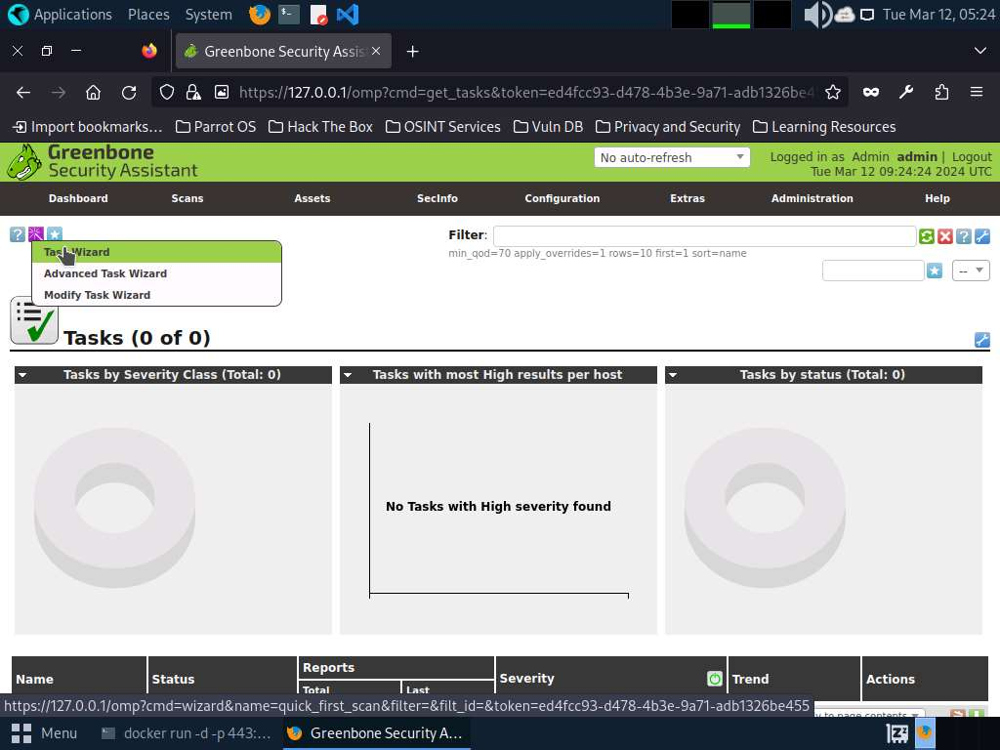 Applications Places System Tue Mar 12, 05:24
Greenbone Security Assis
https://127.0.0.1/omp?cmd=get_tasks&token=ed4fcc93-d478-4b3e-9a71-adb1326be4
Import bookmarks... Parrot OS Hack The Box OSINT Services Vuln DB Privacy and Security Learning Resources
Greenbone
Security Assistant
No auto-refresh
Logged in as Admin admin | Logout
Tue Mar 12 09:24:24 2024 UTC
Dashboard Scans Assets SecInfo Configuration Extras Administration Help
Filter:
min_qod=70 apply_overrides=1 rows=10 first=1 sort=name
--
Task Wizard
Advanced Task Wizard
Modify Task Wizard
Tasks (0 of 0)
Tasks by Severity Class (Total: 0)
Tasks with most High results per host
Tasks by status (Total: 0)
No Tasks with High severity found
Name Status Reports Severity Trend Actions
Total Last
https://127.0.0.1/omp?cmd=wizard&name=quick_first_scan&filter=&filt_id=&token=ed4fcc93-d478-4b3e-9a71-adb1326be455
to page contents
Menu docker run -d -p 443:... Greenbone Security A...